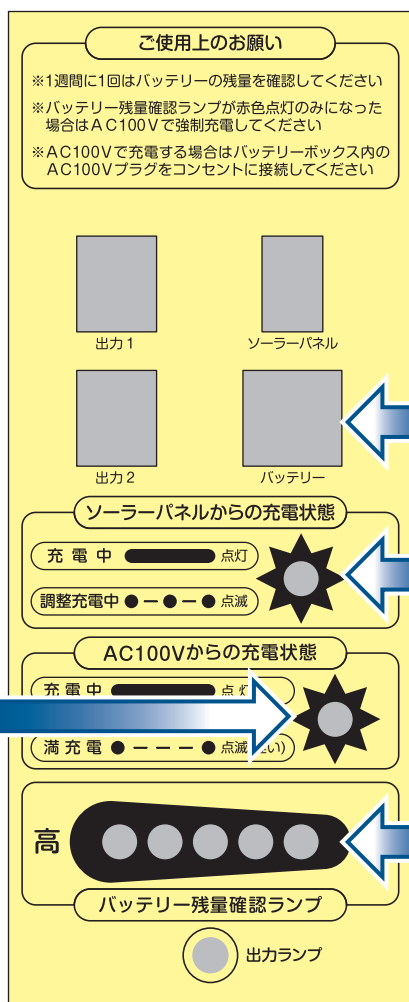 ご使用上のお願い
※1週間に1回はバッテリーの残量を確認してください
※バッテリー残量確認ランプが赤色点灯のみになった
場合はAC100Vで強制充電してください
※AC100Vで充電する場合はバッテリーボックス内の
AC100Vプラグをコンセントに接続してください
出力1
ソーラーパネル
出力2
バッテリー
ソーラーパネルからの充電状態
充電中 点灯
調整充電中 点滅
AC100Vからの充電状態
充電中 点灯
満充電 点滅
高
バッテリー残量確認ランプ
出力ランプ